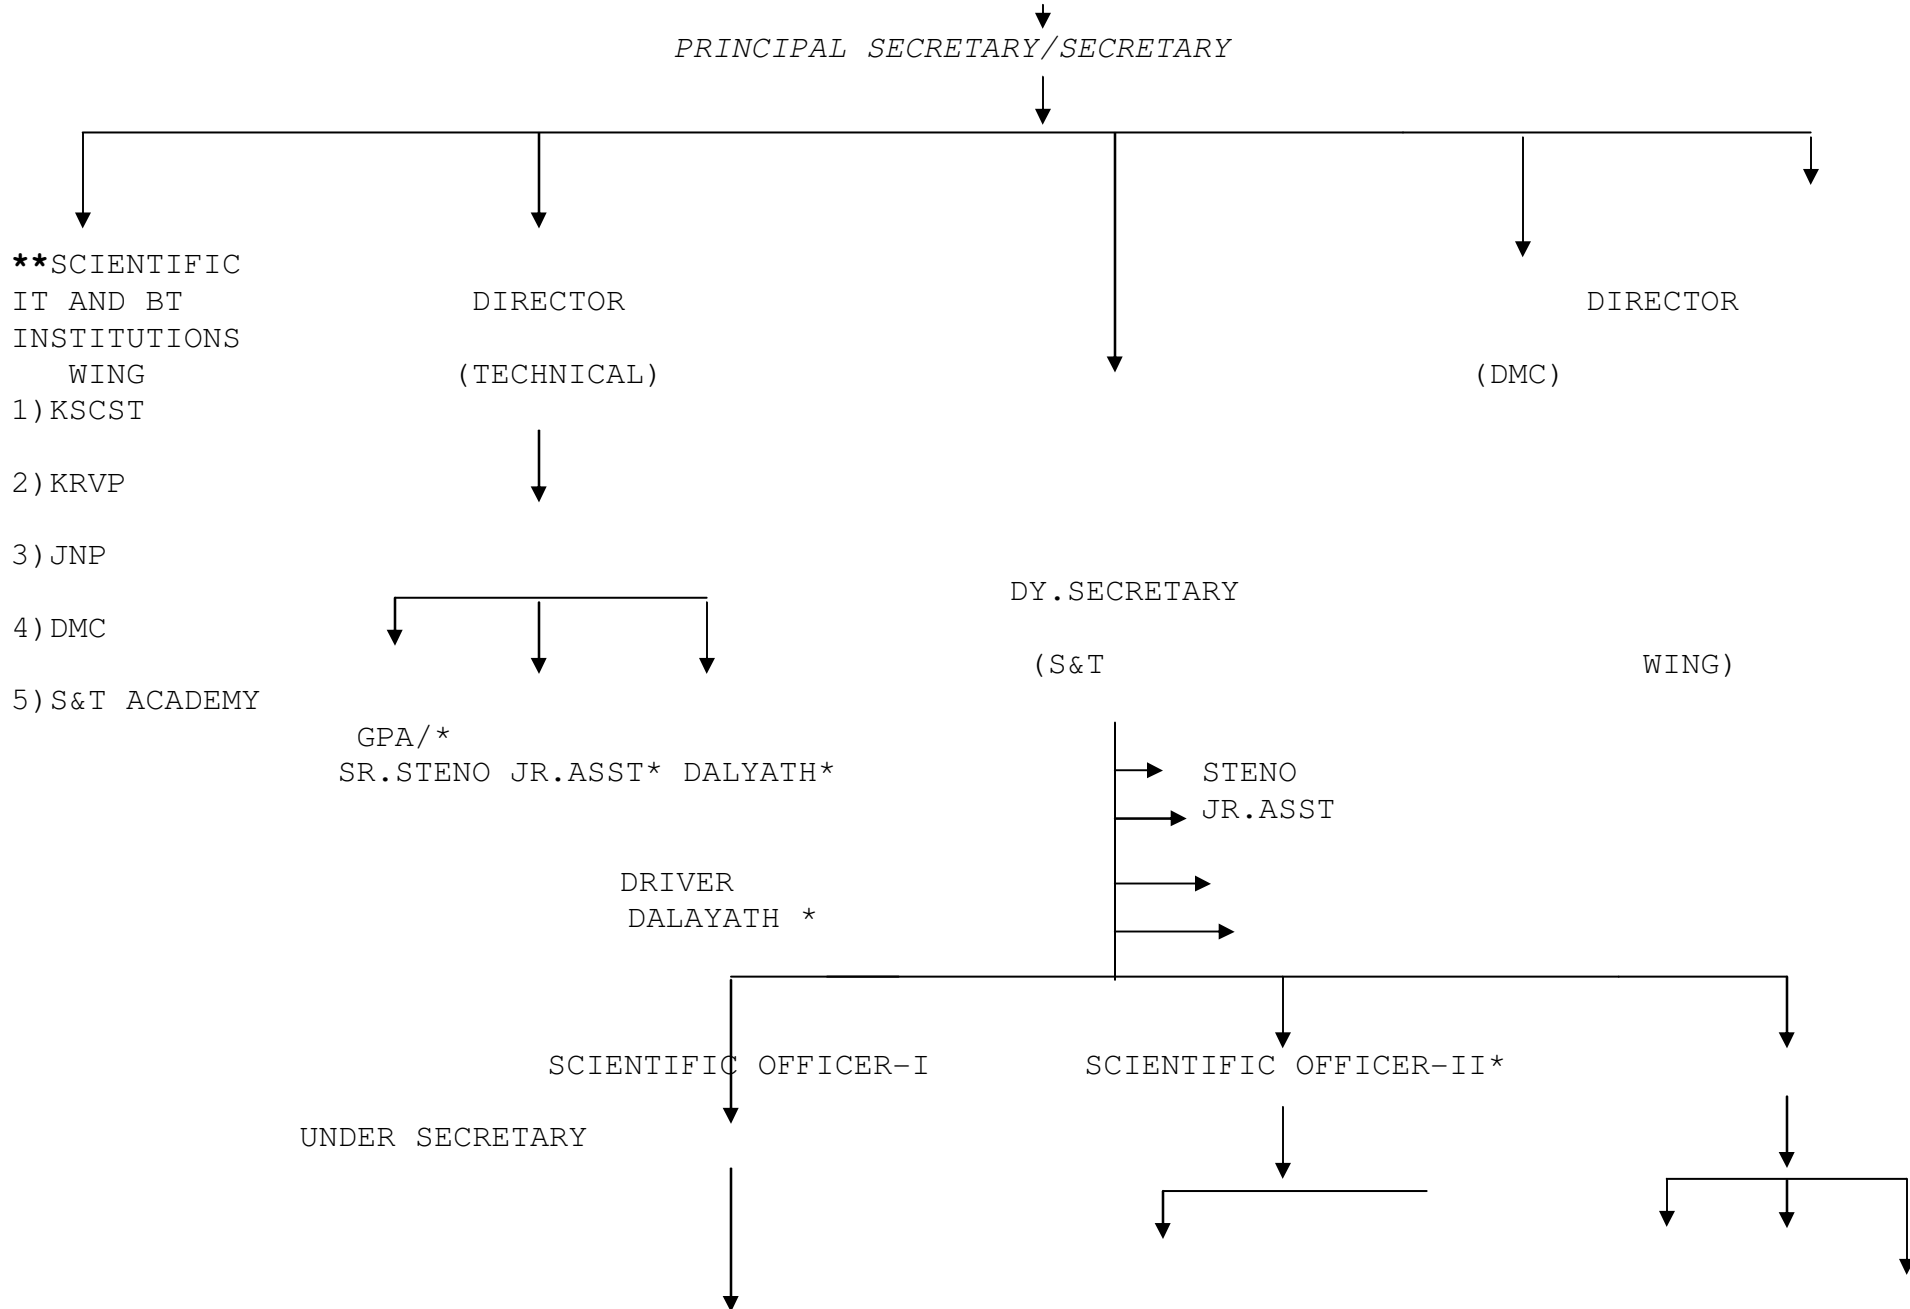 PRINCIPAL SECRETARY/SECRETARY
**SCIENTIFIC
IT AND BT DIRECTOR DIRECTOR
INSTITUTIONS
WING (TECHNICAL) (DMC)
1)KSCST
2)KRVP
3)JNP
DY.SECRETARY
4)DMC
(S&T WING)
5)S&T ACADEMY
GPA/*
SR.STENO JR.ASST* DALYATH* STENO
JR.ASST
DRIVER
DALAYATH *
SCIENTIFIC OFFICER-I SCIENTIFIC OFFICER-II*
UNDER SECRETARY